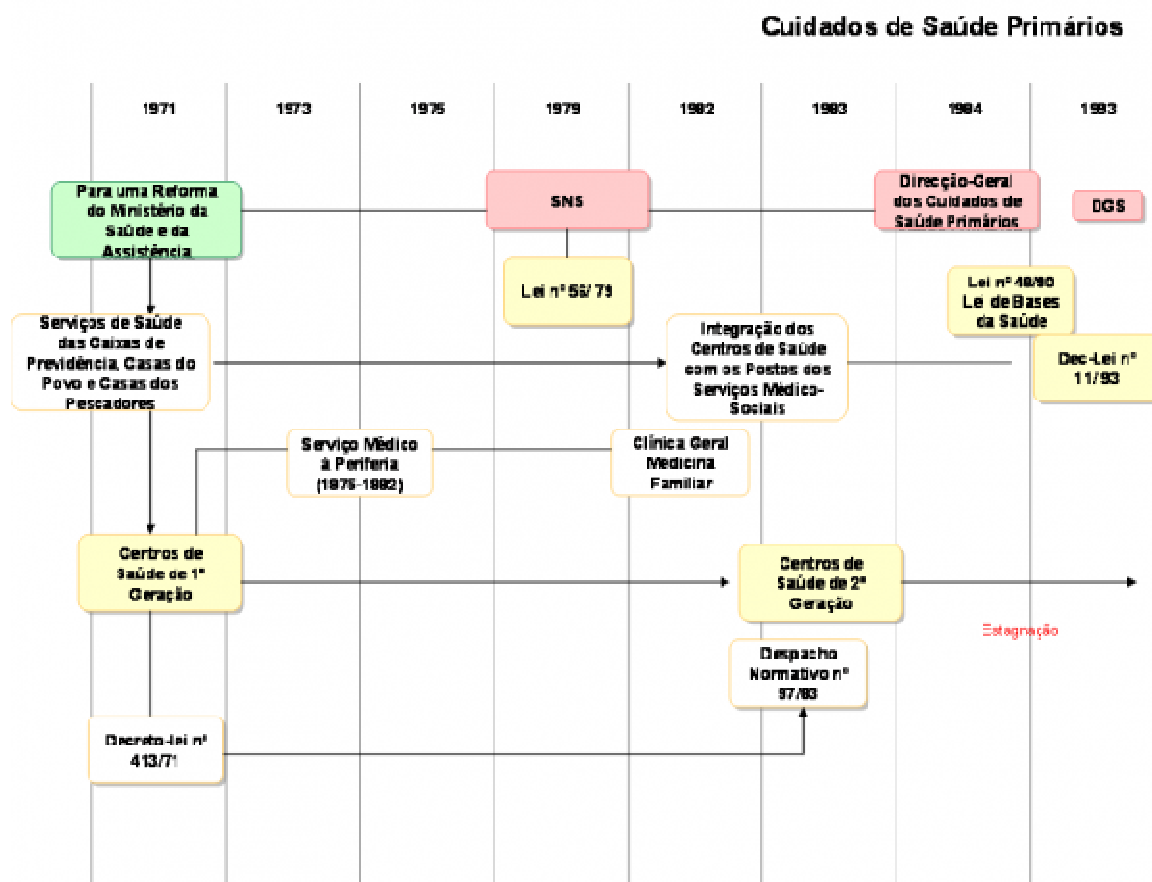 Cuidados de Saúde Primários
1971 1973 1975 1979 1982 1983 1984 1993
Para uma Reforma
do Ministério da
Saúde e da
Assistência
SNS
Direcção-Geral
dos Cuidados de
Saúde Primários
DGS
Lei nº 56/79
Lei nº 48/90
Lei de Bases
da Saúde
Dec-Lei nº
11/93
Serviços de Saúde
das Caixas de
Previdência, Casas do
Povo e Casas dos
Pescadores
Integração dos
Centros de Saúde
com os Postos dos
Serviços Médico-
Sociais
Serviço Médico
à Periferia
(1975-1982)
Clínica Geral
Medicina
Familiar
Centros de
Saúde de 1ª
Geração
Centros de
Saúde de 2ª
Geração
Estagnação
Despacho
Normativo nº
97/83
Decreto-lei nº
413/71